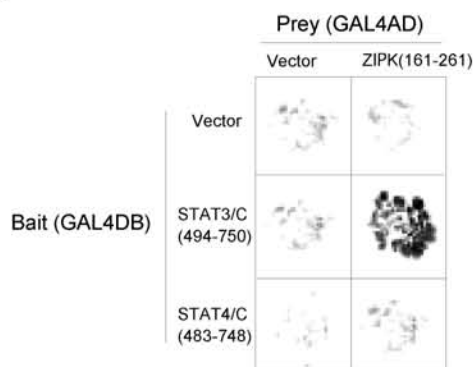 Prey (GAL4AD)
Vector ZIPK(161-261)
Vector
Bait (GAL4DB)
STAT3/C
(494-750)
STAT4/C
(483-748)